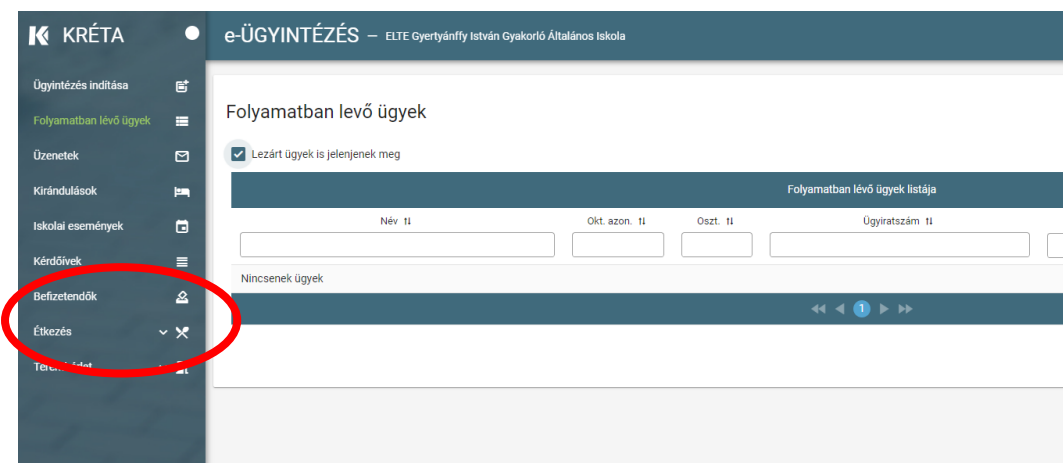 KRÉTA
e-ÜGYINTÉZÉS — ELTE Gyertyánffy István Gyakorló Általános Iskola
Ügyintézés indítása
Folyamatban lévő ügyek
Üzenetek
Kirándulások
Iskolai események
Kérdőívek
Befizetendők
Étkezés
Folyamatban levő ügyek
Lezárt ügyek is jelenjenek meg
Folyamatban lévő ügyek listája
Név Okt. azon. Oszt. Ügyiratszám
Nincsenek ügyek
1